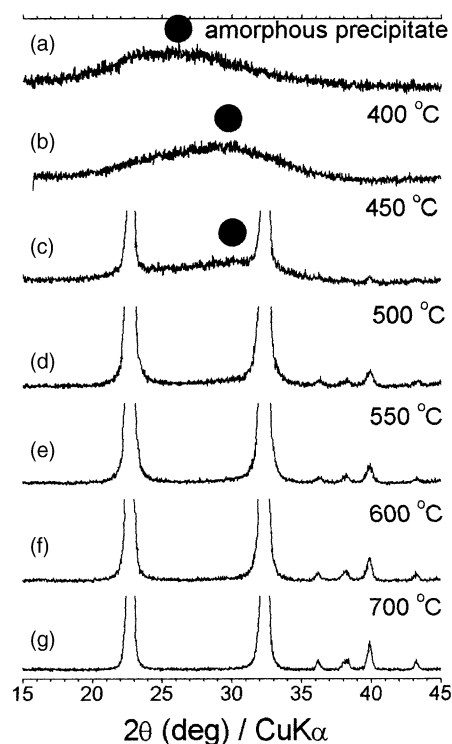 (a)
amorphous precipitate
400 °C
(b)
450 °C
(c)
500 °C
(d)
550 °C
(e)
600 °C
(f)
700 °C
(g)
15 20 25 30 35 40 45
2θ (deg) / CuKα